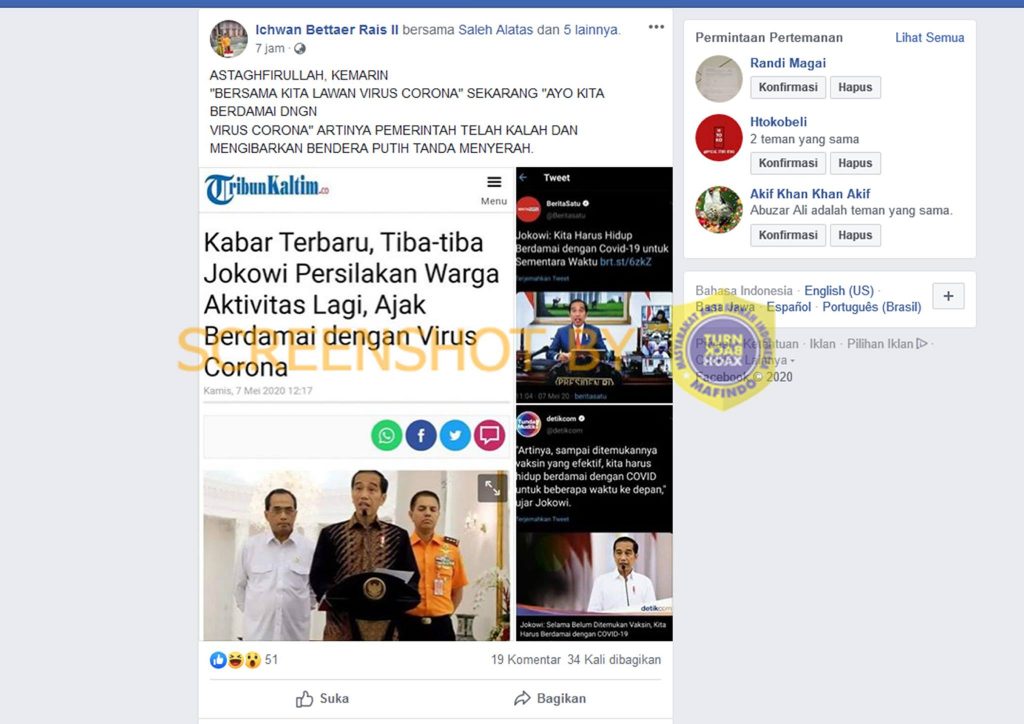 Ichwan Bettaer Rais II bersama Saleh Alatas dan 5 lainnya.
7 jam ·
ASTAGHFIRULLAH, KEMARIN
"BERSAMA KITA LAWAN VIRUS CORONA" SEKARANG "AYO KITA
BERDAMAI DNGN
VIRUS CORONA" ARTINYA PEMERINTAH TELAH KALAH DAN
MENGIBARKAN BENDERA PUTIH TANDA MENYERAH.
TribunKaltim.co
Menu
Kabar Terbaru, Tiba-tiba
Jokowi Persilakan Warga
Aktivitas Lagi, Ajak
Berdamai dengan Virus
Corona
Kamis, 7 Mei 2020 12:17
Tweet
BeritaSatu
@Beritasatu
Jokowi: Kita Harus Hidup
Berdamai dengan Covid-19 untuk
Sementara Waktu brt.st/6zkZ
Terjemahkan Tweet
PRESIDEN RI
11:04 · 07 Mei 20 · beritasatu
detikcom
@detikcom
"Artinya, sampai ditemukannya
vaksin yang efektif, kita harus
hidup berdamai dengan COVID
untuk beberapa waktu ke depan,"
ujar Jokowi.
Terjemahkan Tweet
detikcom
Jokowi: Selama Belum Ditemukan Vaksin, Kita
Harus Berdamai dengan COVID-19
51
19 Komentar 34 Kali dibagikan
Suka
Bagikan
Permintaan Pertemanan
Lihat Semua
Randi Magai
Konfirmasi
Hapus
Htokobeli
2 teman yang sama
Konfirmasi
Hapus
Akif Khan Khan Akif
Abuzar Ali adalah teman yang sama.
Konfirmasi
Hapus
Bahasa Indonesia · English (US) ·
Basa Jawa · Español · Português (Brasil)
Ketentuan · Iklan · Pilihan Iklan ·
Lainnya
Facebook © 2020
SCREENSHOT BY
MASYARAKAT ANTI FITNAH INDONESIA
TURN
BACK
HOAX
MAFINDO